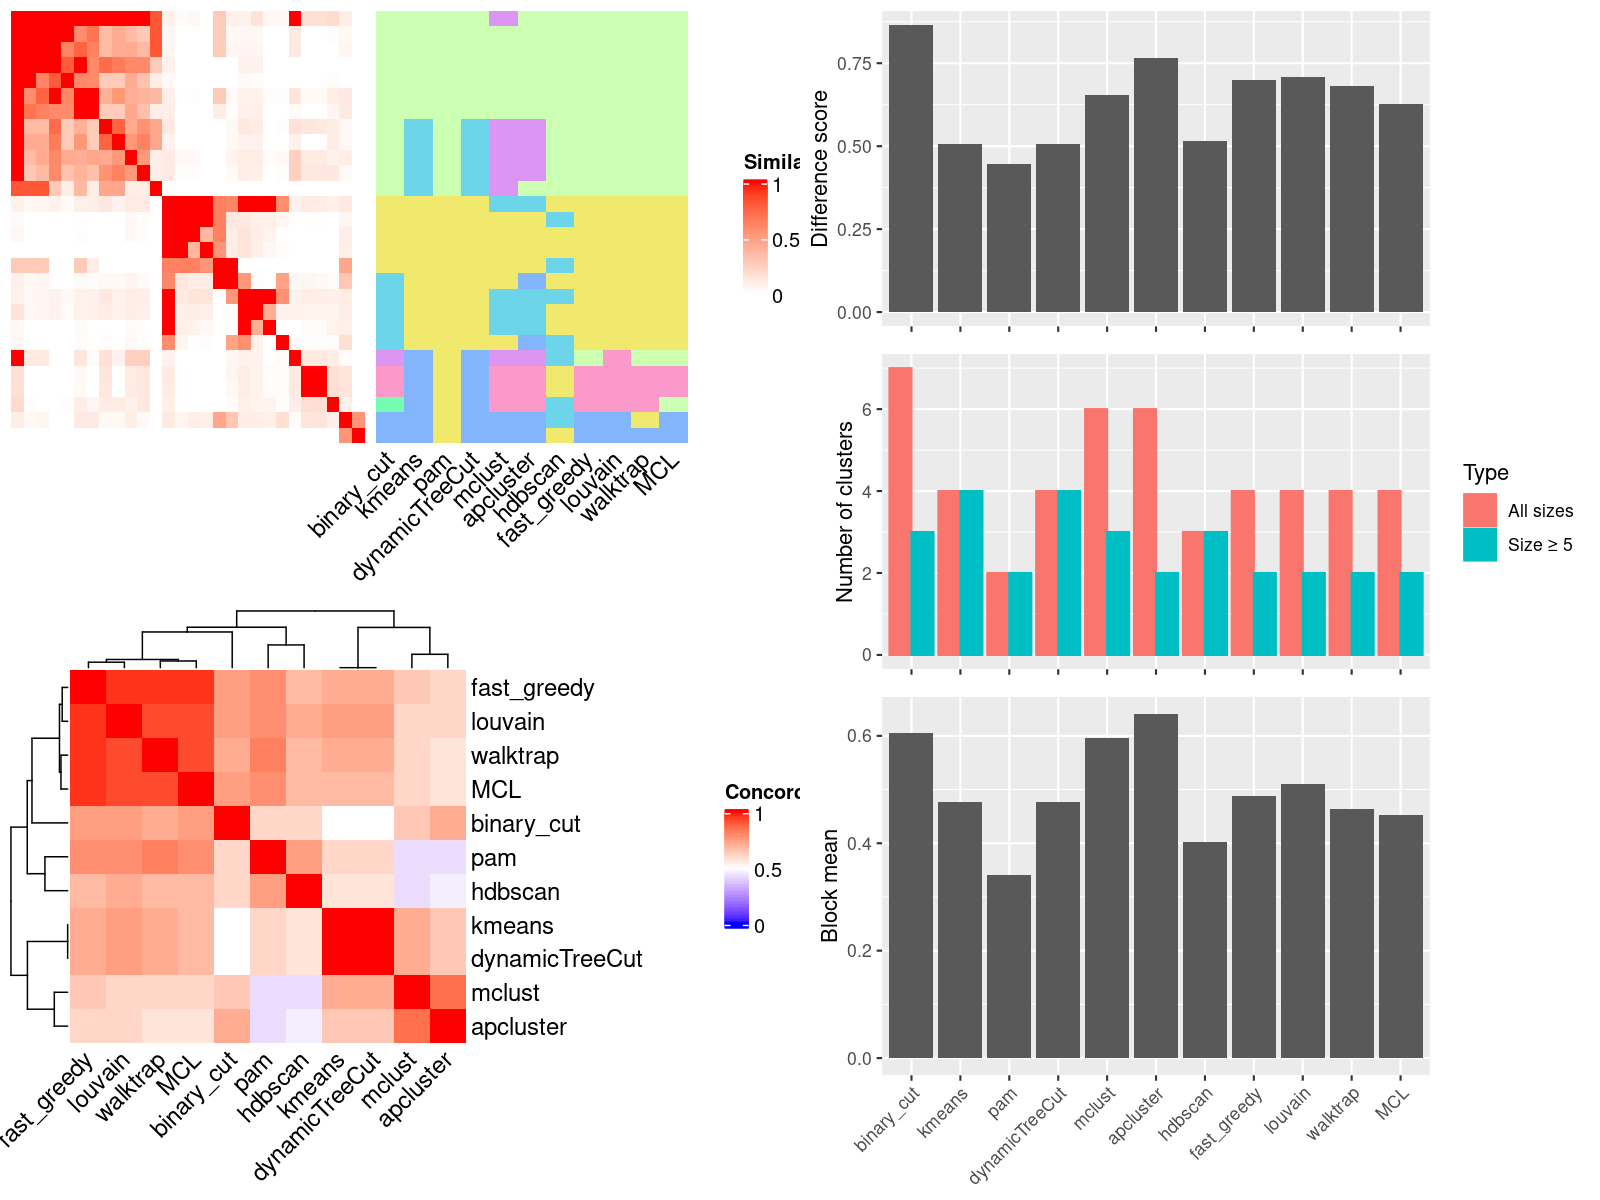 Simila
1
0.5
0
binary_cut
kmeans
pam
dynamicTreeCut
mclust
apcluster
hdbscan
fast_greedy
louvain
walktrap
MCL
fast_greedy
louvain
walktrap
MCL
binary_cut
pam
hdbscan
kmeans
dynamicTreeCut
mclust
apcluster
Concord
1
0.5
0
fast_greedy
louvain
walktrap
MCL
binary_cut
pam
hdbscan
kmeans
dynamicTreeCut
mclust
apcluster
Difference score
0.75
0.50
0.25
0.00
Number of clusters
6
4
2
0
Type
All sizes
Size ≥ 5
Block mean
0.6
0.4
0.2
0.0
binary_cut
kmeans
pam
dynamicTreeCut
mclust
apcluster
hdbscan
fast_greedy
louvain
walktrap
MCL